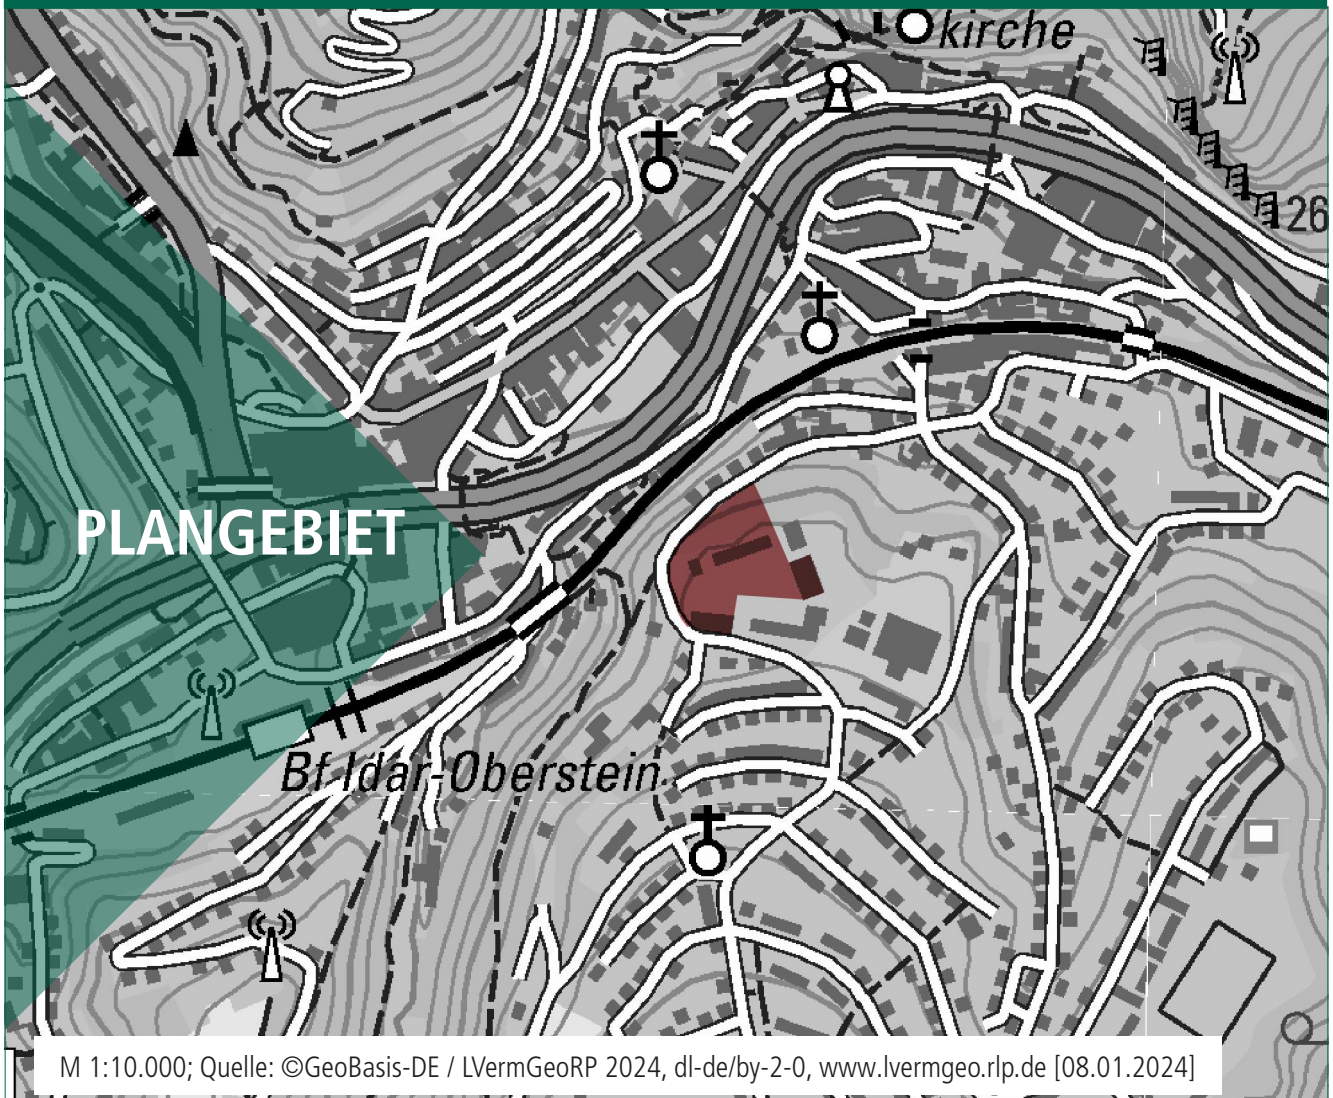 kirche
26
PLANGEBIET
Bf Idar-Oberstein
M 1:10.000; Quelle: ©GeoBasis-DE / LVermGeoRP 2024, dl-de/by-2-0, www.lvermgeo.rlp.de [08.01.2024]